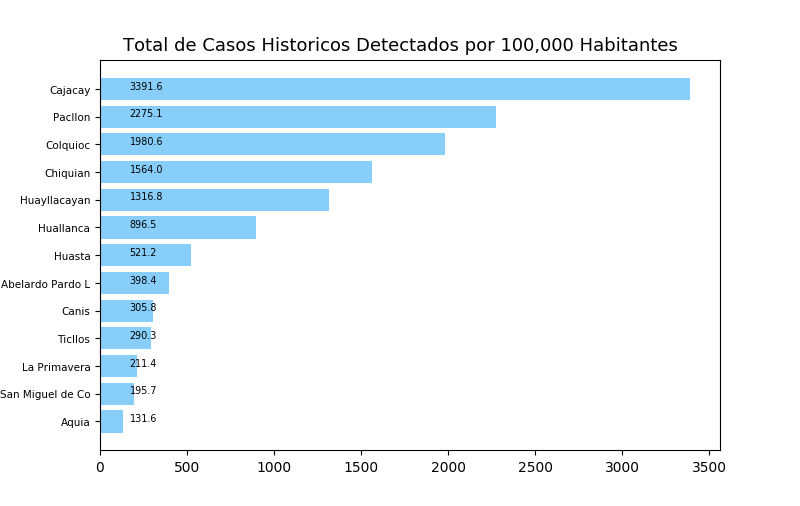 Total de Casos Historicos Detectados por 100,000 Habitantes
Cajacay 3391.6
Pacllon 2275.1
Colquioc 1980.6
Chiquian 1564.0
Huayllacayan 1316.8
Huallanca 896.5
Huasta 521.2
Abelardo Pardo L 398.4
Canis 305.8
Ticllos 290.3
La Primavera 211.4
San Miguel de Co 195.7
Aquia 131.6
0 500 1000 1500 2000 2500 3000 3500